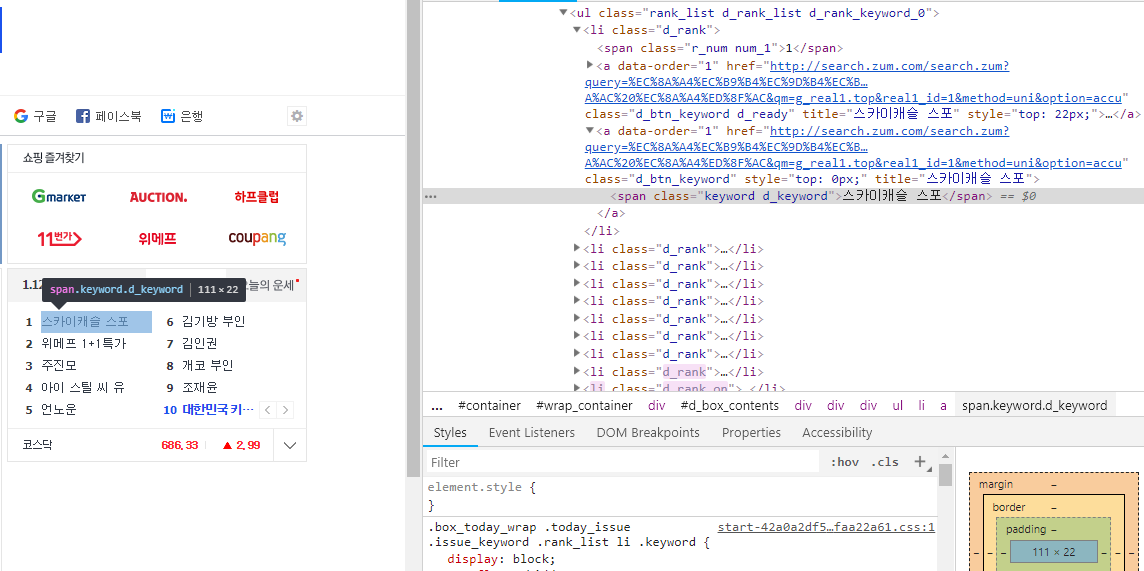 구글 페이스북 은행
쇼핑 즐겨찾기
Gmarket AUCTION. 하프클럽
11번가 위메프 coupang
1.12 늘의 운세
span.keyword.d_keyword 111 × 22
1 스카이캐슬 스포 6 김기방 부인
2 위메프 1+1특가 7 김인권
3 주진모 8 개코 부인
4 아이 스틸 씨 유 9 조재윤
5 언노운 10 대한민국 키…
코스닥 686.33 ▲ 2.99
▼<ul class="rank_list d_rank_list d_rank_keyword_0">
▼<li class="d_rank">
<span class="r_num num_1">1</span>
▶<a data-order="1" href="http://search.zum.com/search.zum?
query=%EC%8A%A4%EC%B9%B4%EC%9D%B4%EC%B…
A%AC%20%EC%8A%A4%ED%8F%AC&qm=g_real1.top&real1_id=1&method=uni&option=accu"
class="d_btn_keyword d_ready" title="스카이캐슬 스포" style="top: 22px;">…</a>
▼<a data-order="1" href="http://search.zum.com/search.zum?
query=%EC%8A%A4%EC%B9%B4%EC%9D%B4%EC%B…
A%AC%20%EC%8A%A4%ED%8F%AC&qm=g_real1.top&real1_id=1&method=uni&option=accu"
class="d_btn_keyword" style="top: 0px;" title="스카이캐슬 스포">
… <span class="keyword d_keyword">스카이캐슬 스포</span> == $0
</a>
</li>
▶<li class="d_rank">…</li>
▶<li class="d_rank">…</li>
▶<li class="d_rank">…</li>
▶<li class="d_rank">…</li>
▶<li class="d_rank">…</li>
▶<li class="d_rank">…</li>
▶<li class="d_rank">…</li>
▶<li class="d_rank">…</li>
▶<li class="d_rank on">…</li>
… #container #wrap_container div #d_box_contents div div div ul li a span.keyword.d_keyword
Styles Event Listeners DOM Breakpoints Properties Accessibility
Filter :hov .cls +
element.style {
}
.box_today_wrap .today_issue start-42a0a2df5…faa22a61.css:1
.issue_keyword .rank_list li .keyword {
display: block;
margin –
border –
padding –
– – – 111 × 22 – – –